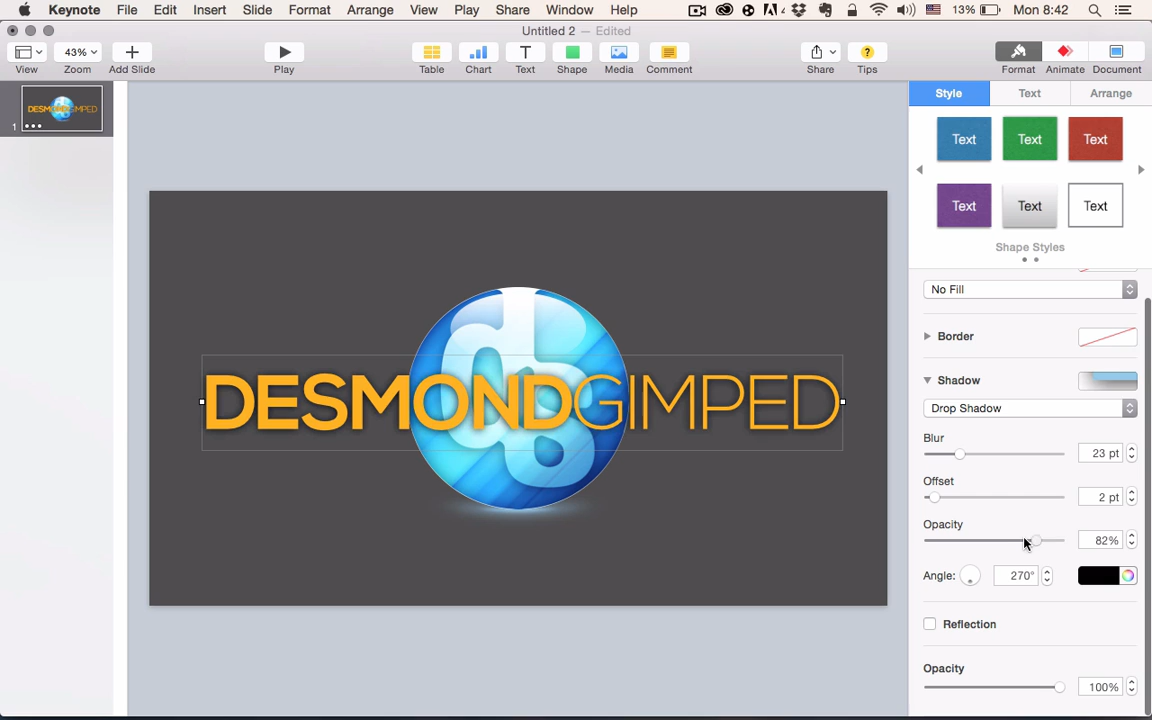 Keynote File Edit Insert Slide Format Arrange View Play Share Window Help 4 13% Mon 8:42
Untitled 2 — Edited
43%
View Zoom Add Slide Play Table Chart Text Shape Media Comment Share Tips Format Animate Document
Style Text Arrange
DESMONDGIMPED
1
Text Text Text
Text Text Text
Shape Styles
No Fill
Border
Shadow
Drop Shadow
DESMONDGIMPED
dg
Blur
23 pt
Offset
2 pt
Opacity
82%
Angle: 270°
Reflection
Opacity
100%